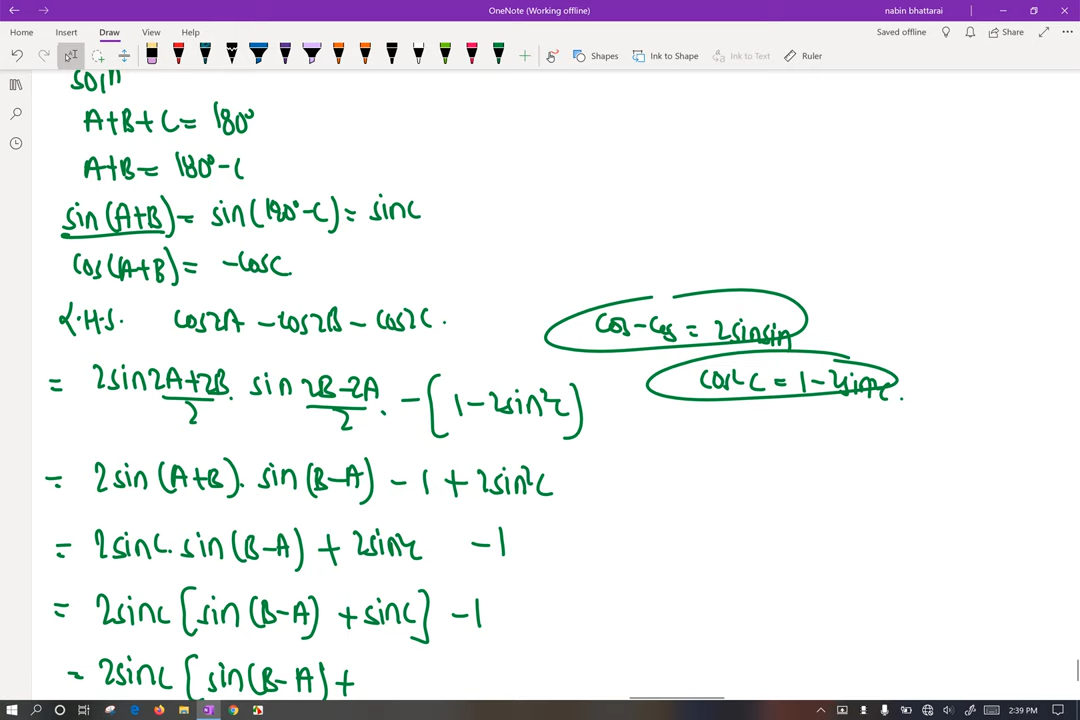 OneNote (Working offline)
nabin bhattarai
Home Insert Draw View Help
Saved offline
Share
Shapes
Ink to Shape
Ink to Text
Ruler
Solⁿ
A+B+C = 180°
A+B = 180°-C
sin(A+B) = sin(180°-C) = sinC
cos(A+B) = -cosC
L.H.S. cos2A - cos2B - cos2C.
cos-cos = 2sinsin
= 2sin 2A+2B/2 . sin 2B-2A/2 . - [1-2sin²C]
cos²C = 1-2sin²C.
= 2sin(A+B). sin(B-A) - 1 + 2sin²C
= 2sinC. sin(B-A) + 2sin²C -1
= 2sinC [sin(B-A) + sinC] -1
= 2sinC [sin(B-A) +
2:39 PM